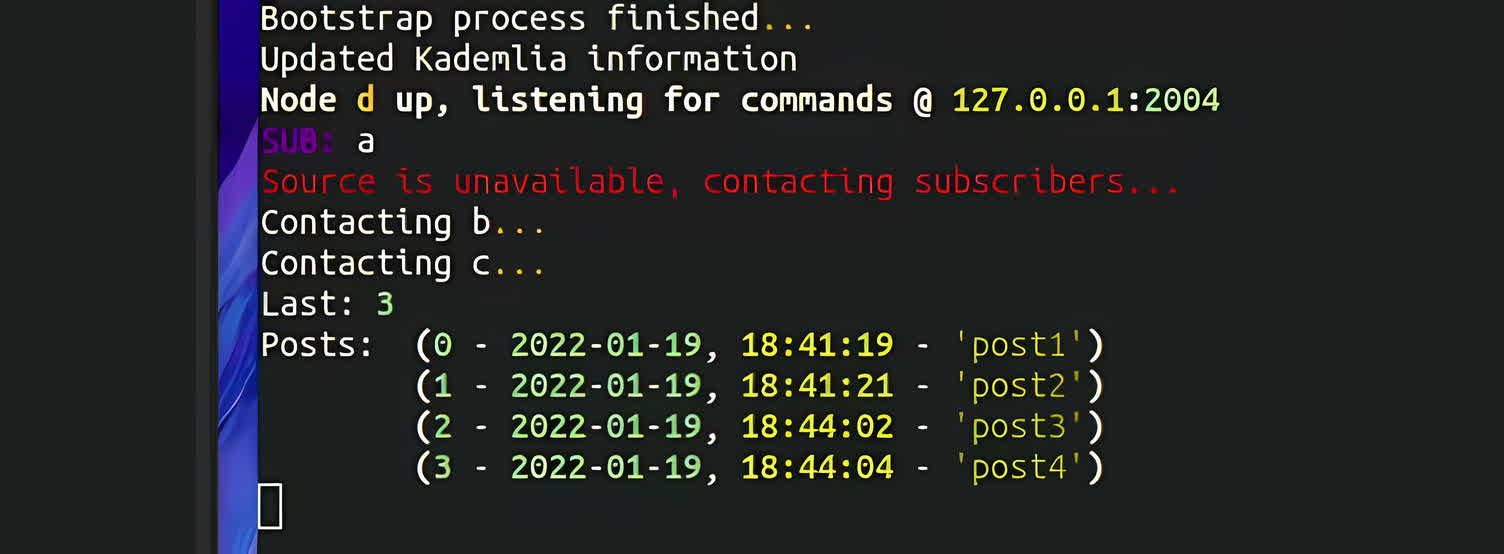 Bootstrap process finished...
Updated Kademlia information
Node d up, listening for commands @ 127.0.0.1:2004
SUB: a
Source is unavailable, contacting subscribers...
Contacting b...
Contacting c...
Last: 3
Posts: (0 - 2022-01-19, 18:41:19 - 'post1')
(1 - 2022-01-19, 18:41:21 - 'post2')
(2 - 2022-01-19, 18:44:02 - 'post3')
(3 - 2022-01-19, 18:44:04 - 'post4')